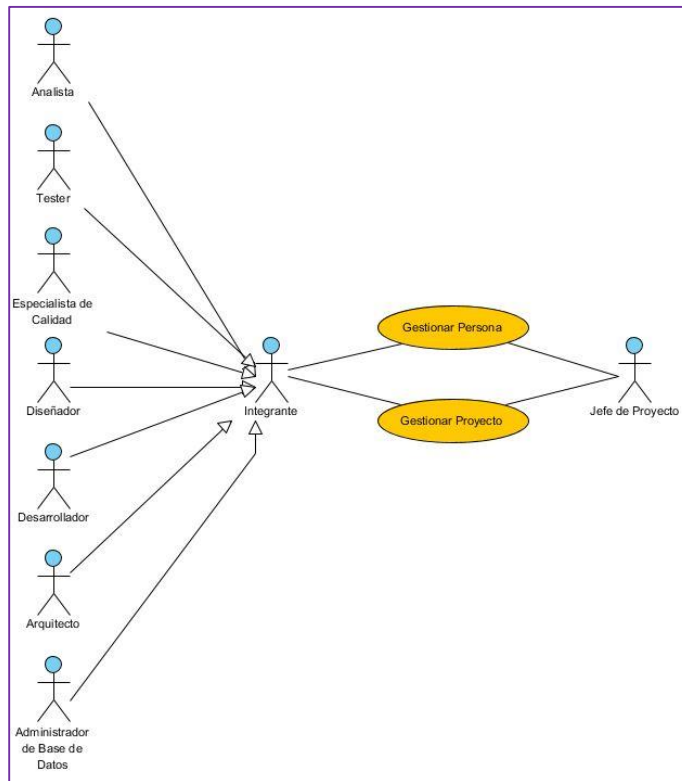 Analista
Tester
Especialista de
Calidad
Diseñador
Desarrollador
Arquitecto
Administrador
de Base de
Datos
Integrante
Gestionar Persona
Gestionar Proyecto
Jefe de Proyecto